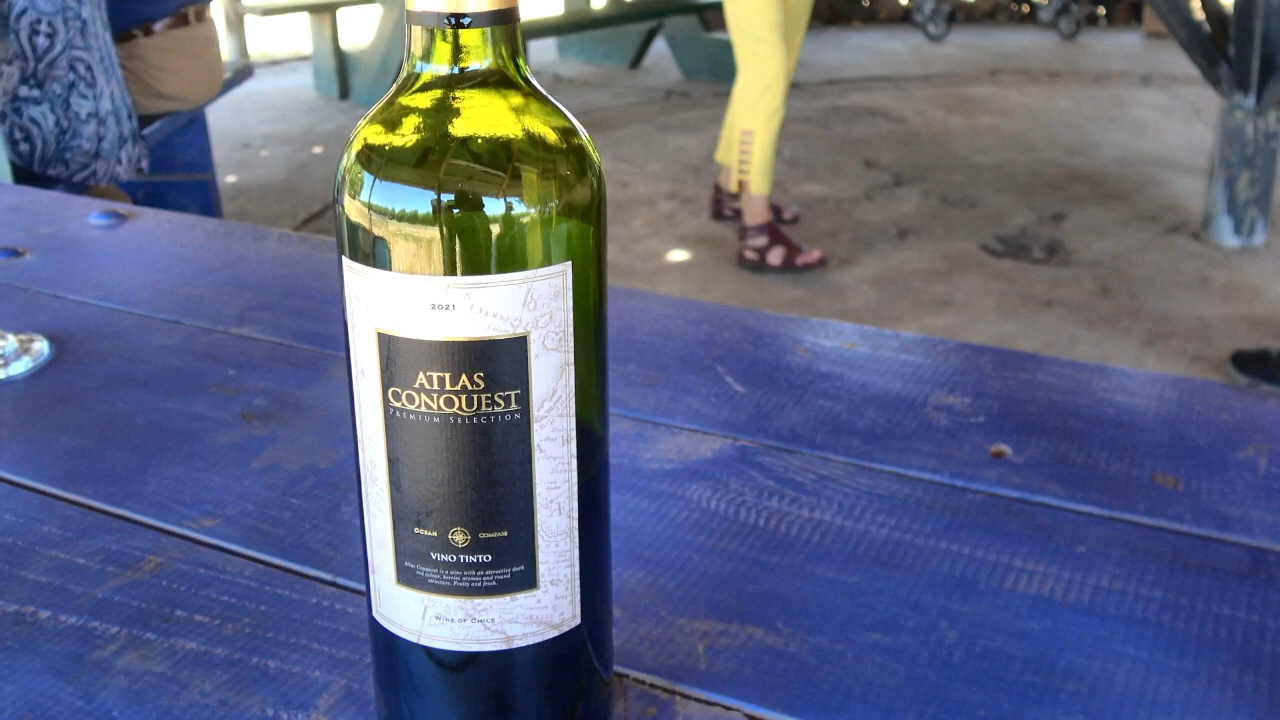 2021
ATLAS
CONQUEST
PREMIUM SELECTION
OCEAN COMPASS
VINO TINTO
Atlas Conquest is a wine with an attractive dark
red colour, berries aromas and round
structure. Fruity and fresh.
WINE OF CHILE